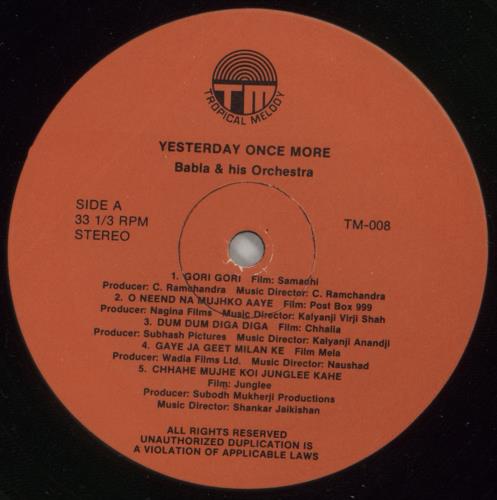 TM
TROPICAL MELODY
YESTERDAY ONCE MORE
Babla & his Orchestra
SIDE A
33 1/3 RPM
STEREO
TM-008
1. GORI GORI Film: Samadhi
Producer: C. Ramchandra Music Director: C. Ramchandra
2. O NEEND NA MUJHKO AAYE Film: Post Box 999
Producer: Nagina Films Music Director: Kalyanji Virji Shah
3. DUM DUM DIGA DIGA Film: Chhalia
Producer: Subhash Pictures Music Director: Kalyanji Anandji
4. GAYE JA GEET MILAN KE Film Mela
Producer: Wadia Films Ltd. Music Director: Naushad
5. CHHAHE MUJHE KOI JUNGLEE KAHE
Film: Junglee
Producer: Subodh Mukherji Productions
Music Director: Shankar Jaikishan
ALL RIGHTS RESERVED
UNAUTHORIZED DUPLICATION IS
A VIOLATION OF APPLICABLE LAWS